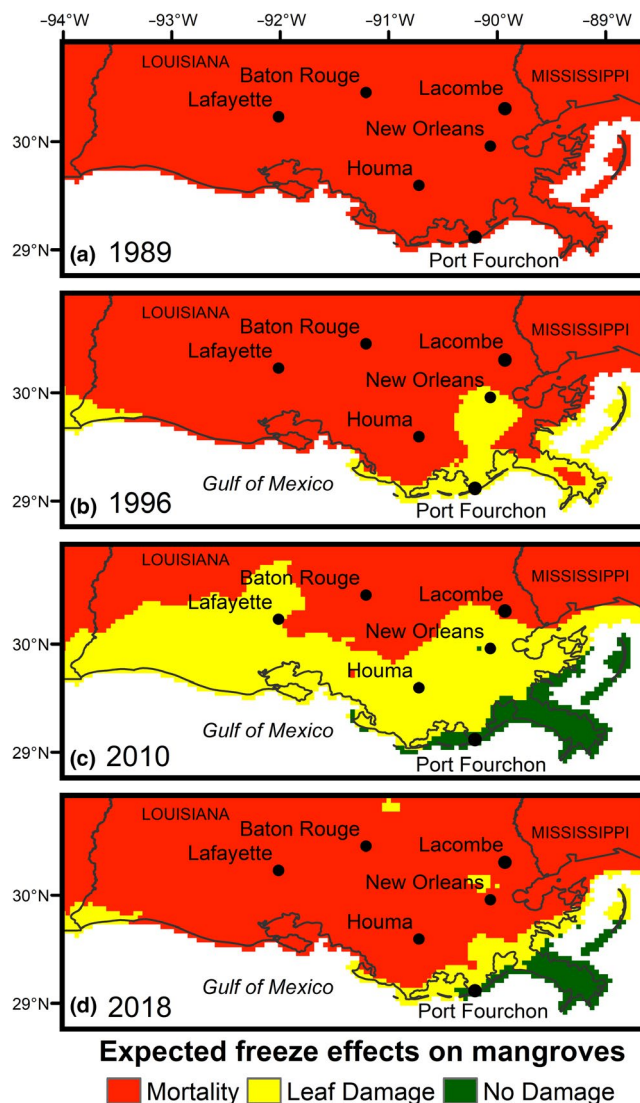 −94°W −92°W −91°W −90°W −89°W
LOUISIANA MISSISSIPPI
Baton Rouge Lacombe
Lafayette
30°N
New Orleans
Houma
29°N
(a) 1989
Port Fourchon
LOUISIANA MISSISSIPPI
Baton Rouge Lacombe
Lafayette
30°N
New Orleans
Houma
Gulf of Mexico
29°N
(b) 1996
Port Fourchon
LOUISIANA MISSISSIPPI
Baton Rouge Lacombe
Lafayette
30°N
New Orleans
Houma
Gulf of Mexico
29°N
(c) 2010
Port Fourchon
LOUISIANA MISSISSIPPI
Baton Rouge Lacombe
Lafayette
30°N
New Orleans
Houma
Gulf of Mexico
29°N
(d) 2018
Port Fourchon
Expected freeze effects on mangroves
Mortality Leaf Damage No Damage